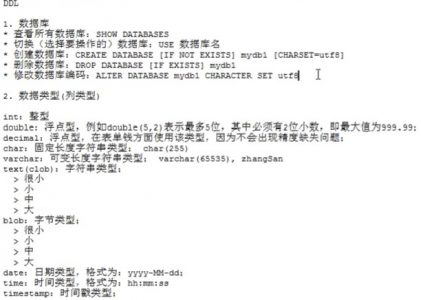 DDL
1. 数据库
* 查看所有数据库：SHOW DATABASES
* 切换（选择要操作的）数据库：USE 数据库名
* 创建数据库：CREATE DATABASE [IF NOT EXISTS] mydb1 [CHARSET=utf8]
* 删除数据库：DROP DATABASE [IF EXISTS] mydb1
* 修改数据库编码：ALTER DATABASE mydb1 CHARACTER SET utf8
2. 数据类型(列类型)
int：整型
double：浮点型，例如double(5,2)表示最多5位，其中必须有2位小数，即最大值为999.99；
decimal：浮点型，在表单钱方面使用该类型，因为不会出现精度缺失问题；
char：固定长度字符串类型； char(255)
varchar：可变长度字符串类型； varchar(65535), zhangSan
text(clob)：字符串类型；
> 很小
> 小
> 中
> 大
blob：字节类型；
> 很小
> 小
> 中
> 大
date：日期类型，格式为：yyyy-MM-dd；
time：时间类型，格式为：hh:mm:ss
timestamp：时间戳类型；